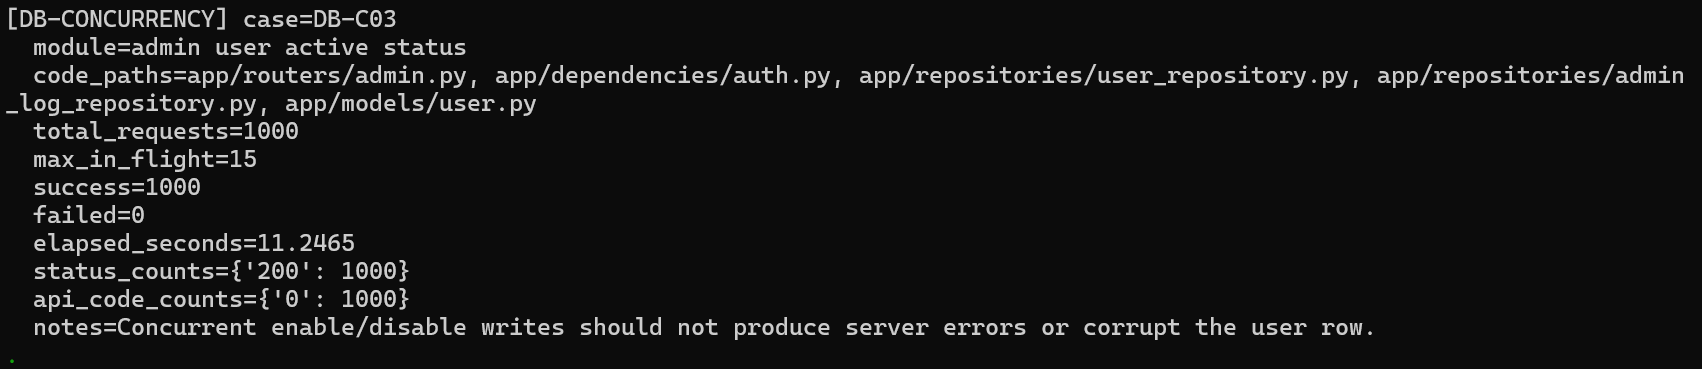 [DB-CONCURRENCY] case=DB-C03
  module=admin user active status
  code_paths=app/routers/admin.py, app/dependencies/auth.py, app/repositories/user_repository.py, app/repositories/admin
_log_repository.py, app/models/user.py
  total_requests=1000
  max_in_flight=15
  success=1000
  failed=0
  elapsed_seconds=11.2465
  status_counts={'200': 1000}
  api_code_counts={'0': 1000}
  notes=Concurrent enable/disable writes should not produce server errors or corrupt the user row.
.